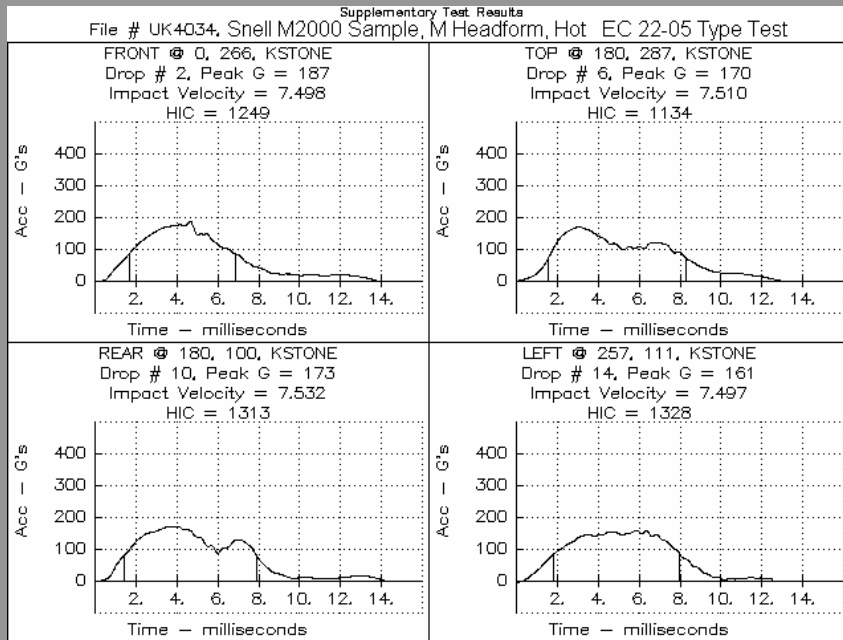 Supplementary Test Results
File # UK4034, Snell M2000 Sample, M Headform, Hot EC 22-05 Type Test
FRONT @ 0, 266, KSTONE
Drop # 2, Peak G = 187
Impact Velocity = 7.498
HIC = 1249
Acc - G's
400
300
200
100
0
2. 4. 6. 8. 10. 12. 14.
Time - milliseconds
TOP @ 180, 287, KSTONE
Drop # 6, Peak G = 170
Impact Velocity = 7.510
HIC = 1134
Acc - G's
400
300
200
100
0
2. 4. 6. 8. 10. 12. 14.
Time - milliseconds
REAR @ 180, 100, KSTONE
Drop # 10, Peak G = 173
Impact Velocity = 7.532
HIC = 1313
Acc - G's
400
300
200
100
0
2. 4. 6. 8. 10. 12. 14.
Time - milliseconds
LEFT @ 257, 111, KSTONE
Drop # 14, Peak G = 161
Impact Velocity = 7.497
HIC = 1328
Acc - G's
400
300
200
100
0
2. 4. 6. 8. 10. 12. 14.
Time - milliseconds